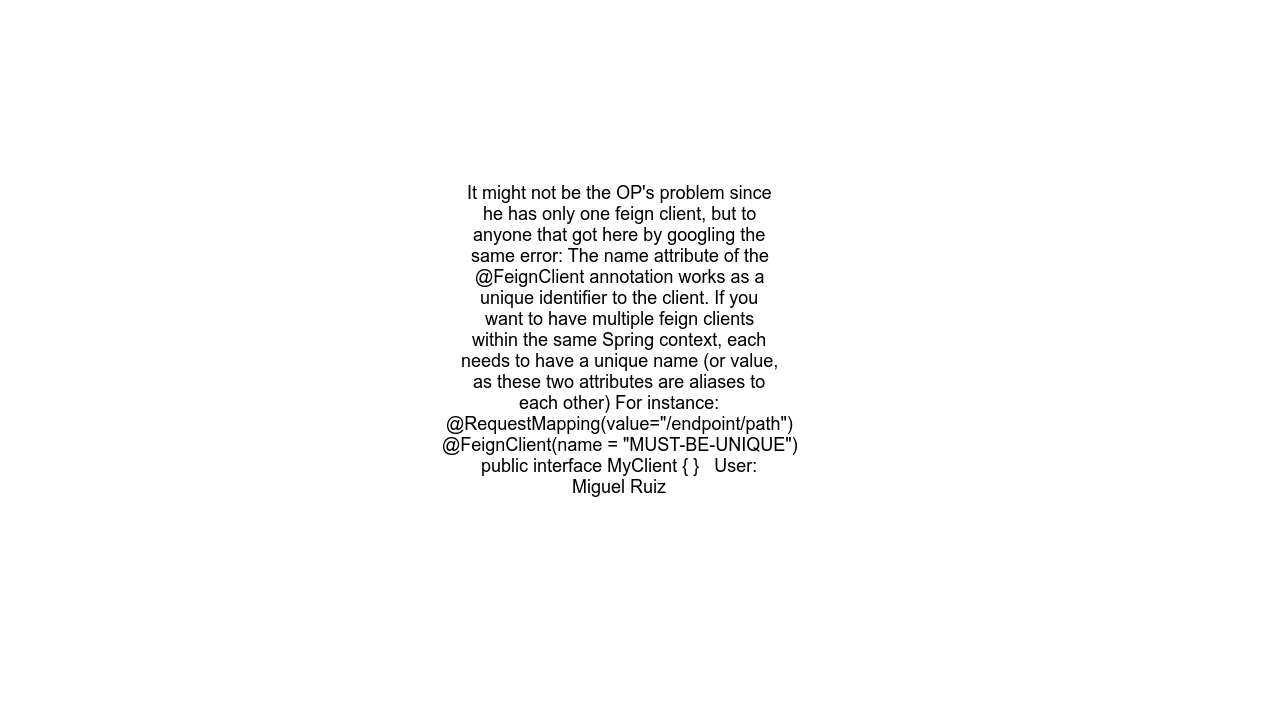 It might not be the OP's problem since
he has only one feign client, but to
anyone that got here by googling the
same error: The name attribute of the
@FeignClient annotation works as a
unique identifier to the client. If you
want to have multiple feign clients
within the same Spring context, each
needs to have a unique name (or value,
as these two attributes are aliases to
each other) For instance:
@RequestMapping(value="/endpoint/path")
@FeignClient(name = "MUST-BE-UNIQUE")
public interface MyClient { }   User:
Miguel Ruiz